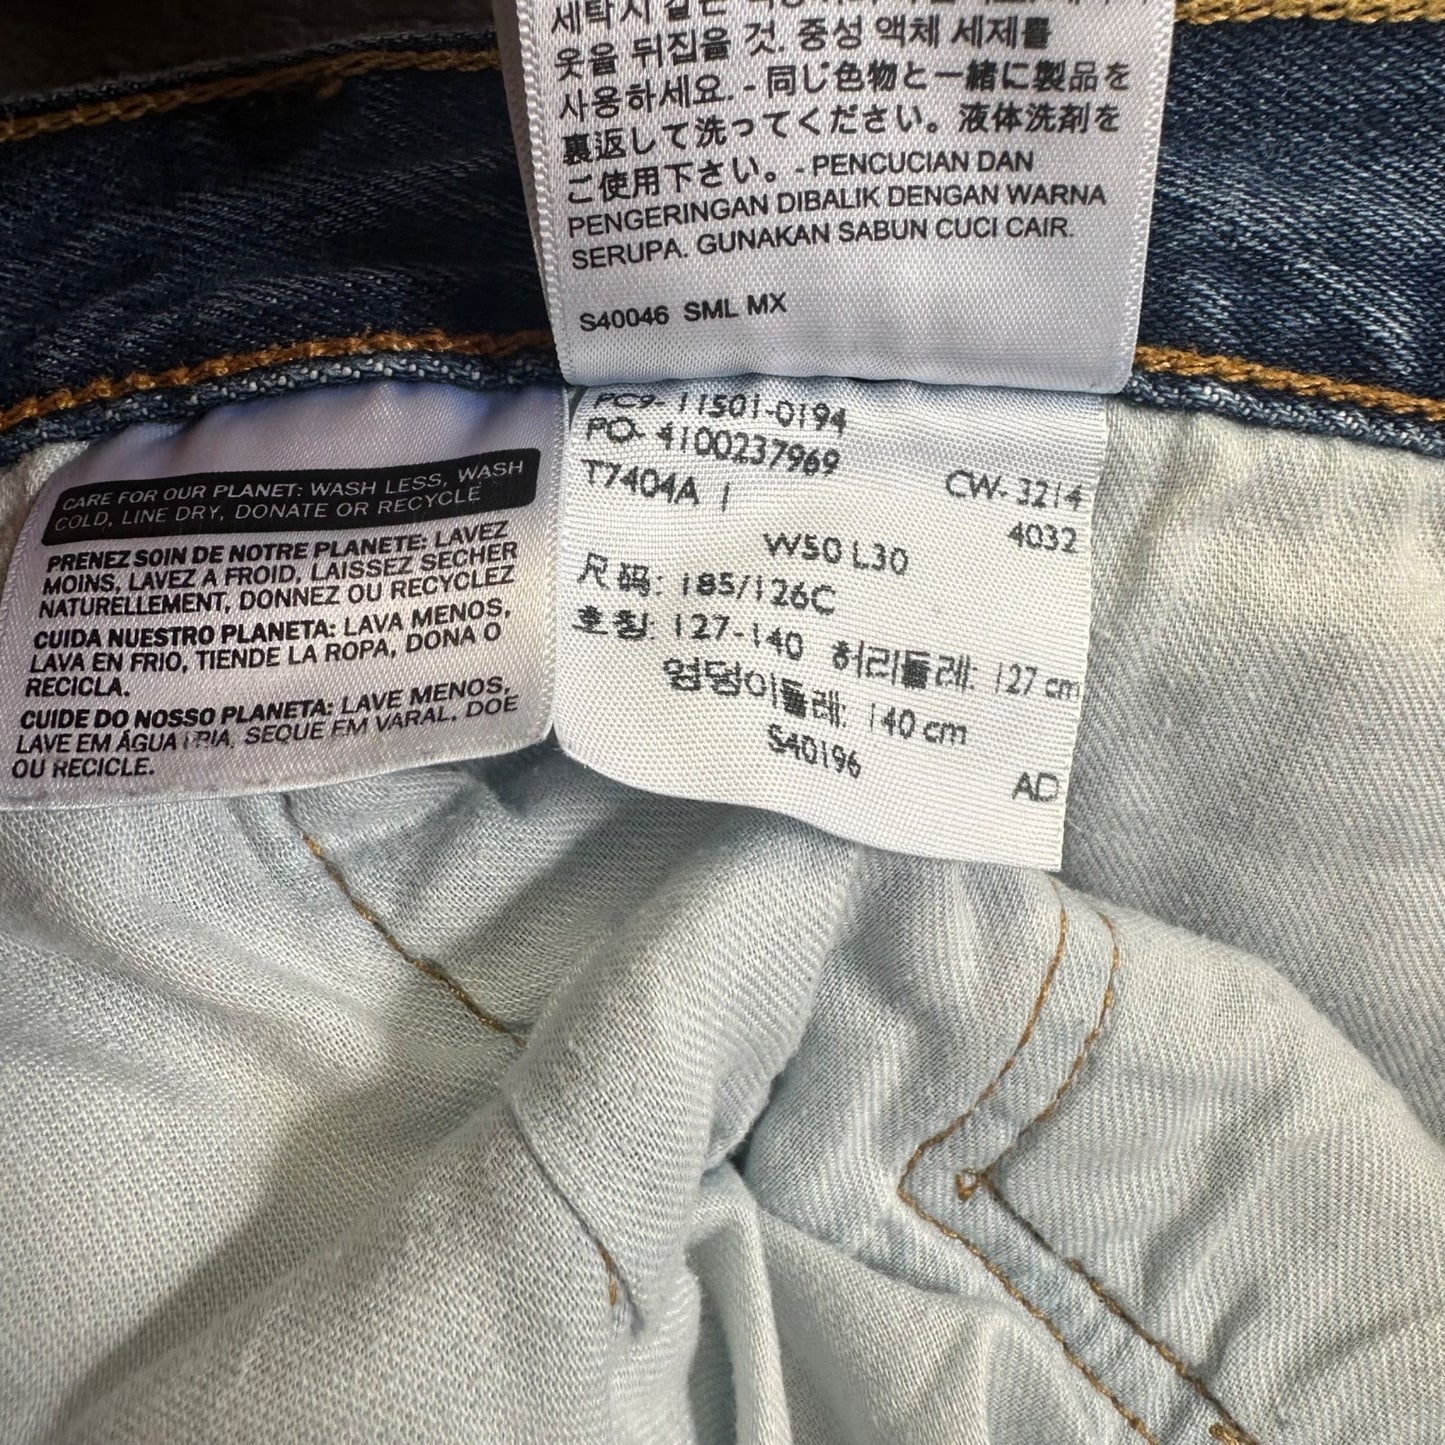 옷을 뒤집을 것. 중성 액체 세제를
사용하세요. - 同じ色物と一緒に製品を
裏返して洗ってください。液体洗剤を
ご使用下さい。- PENCUCIAN DAN
PENGERINGAN DIBALIK DENGAN WARNA
SERUPA. GUNAKAN SABUN CUCI CAIR.
S40046 SML MX
CARE FOR OUR PLANET: WASH LESS, WASH
COLD, LINE DRY, DONATE OR RECYCLE
PRENEZ SOIN DE NOTRE PLANETE: LAVEZ
MOINS, LAVEZ A FROID, LAISSEZ SECHER
NATURELLEMENT, DONNEZ OU RECYCLEZ
CUIDA NUESTRO PLANETA: LAVA MENOS,
LAVA EN FRIO, TIENDE LA ROPA, DONA O
RECICLA.
CUIDE DO NOSSO PLANETA: LAVE MENOS,
LAVE EM ÁGUA FRIA, SEQUE EM VARAL, DOE
OU RECICLE.
PC9- 11501-0194
PO- 4100237969
T7404A 1
CW- 3214
4032
W50 L30
尺码: 185/126C
호칭: 127-140 허리둘레: 127 cm
엉덩이둘레: 140 cm
S40196
AD